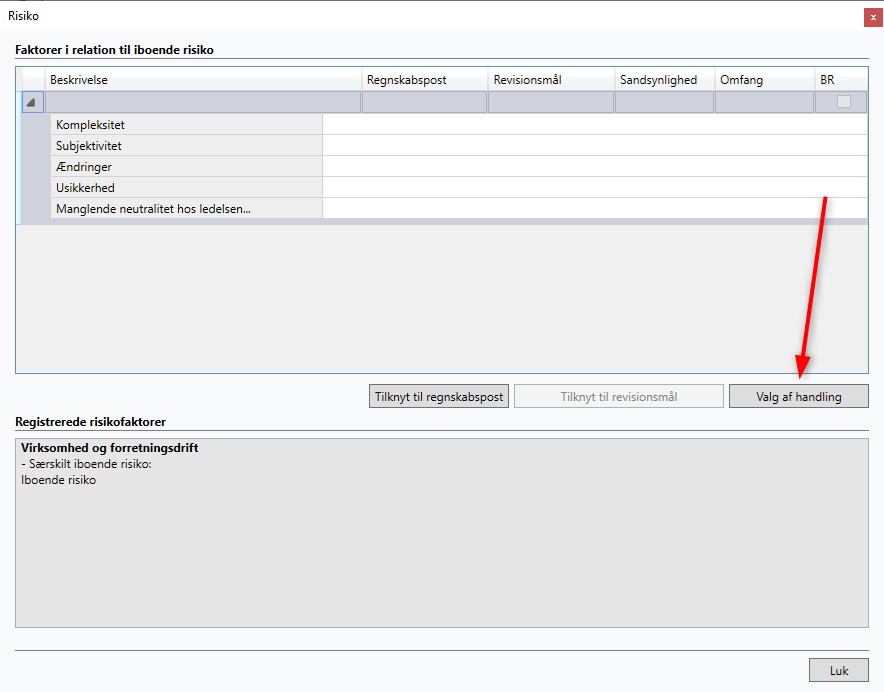 Risiko
x
Faktorer i relation til iboende risiko
Beskrivelse Regnskabspost Revisionsmål Sandsynlighed Omfang BR
Kompleksitet
Subjektivitet
Ændringer
Usikkerhed
Manglende neutralitet hos ledelsen...
Tilknyt til regnskabspost Tilknyt til revisionsmål Valg af handling
Registrerede risikofaktorer
Virksomhed og forretningsdrift
- Særskilt iboende risiko:
Iboende risiko
Luk